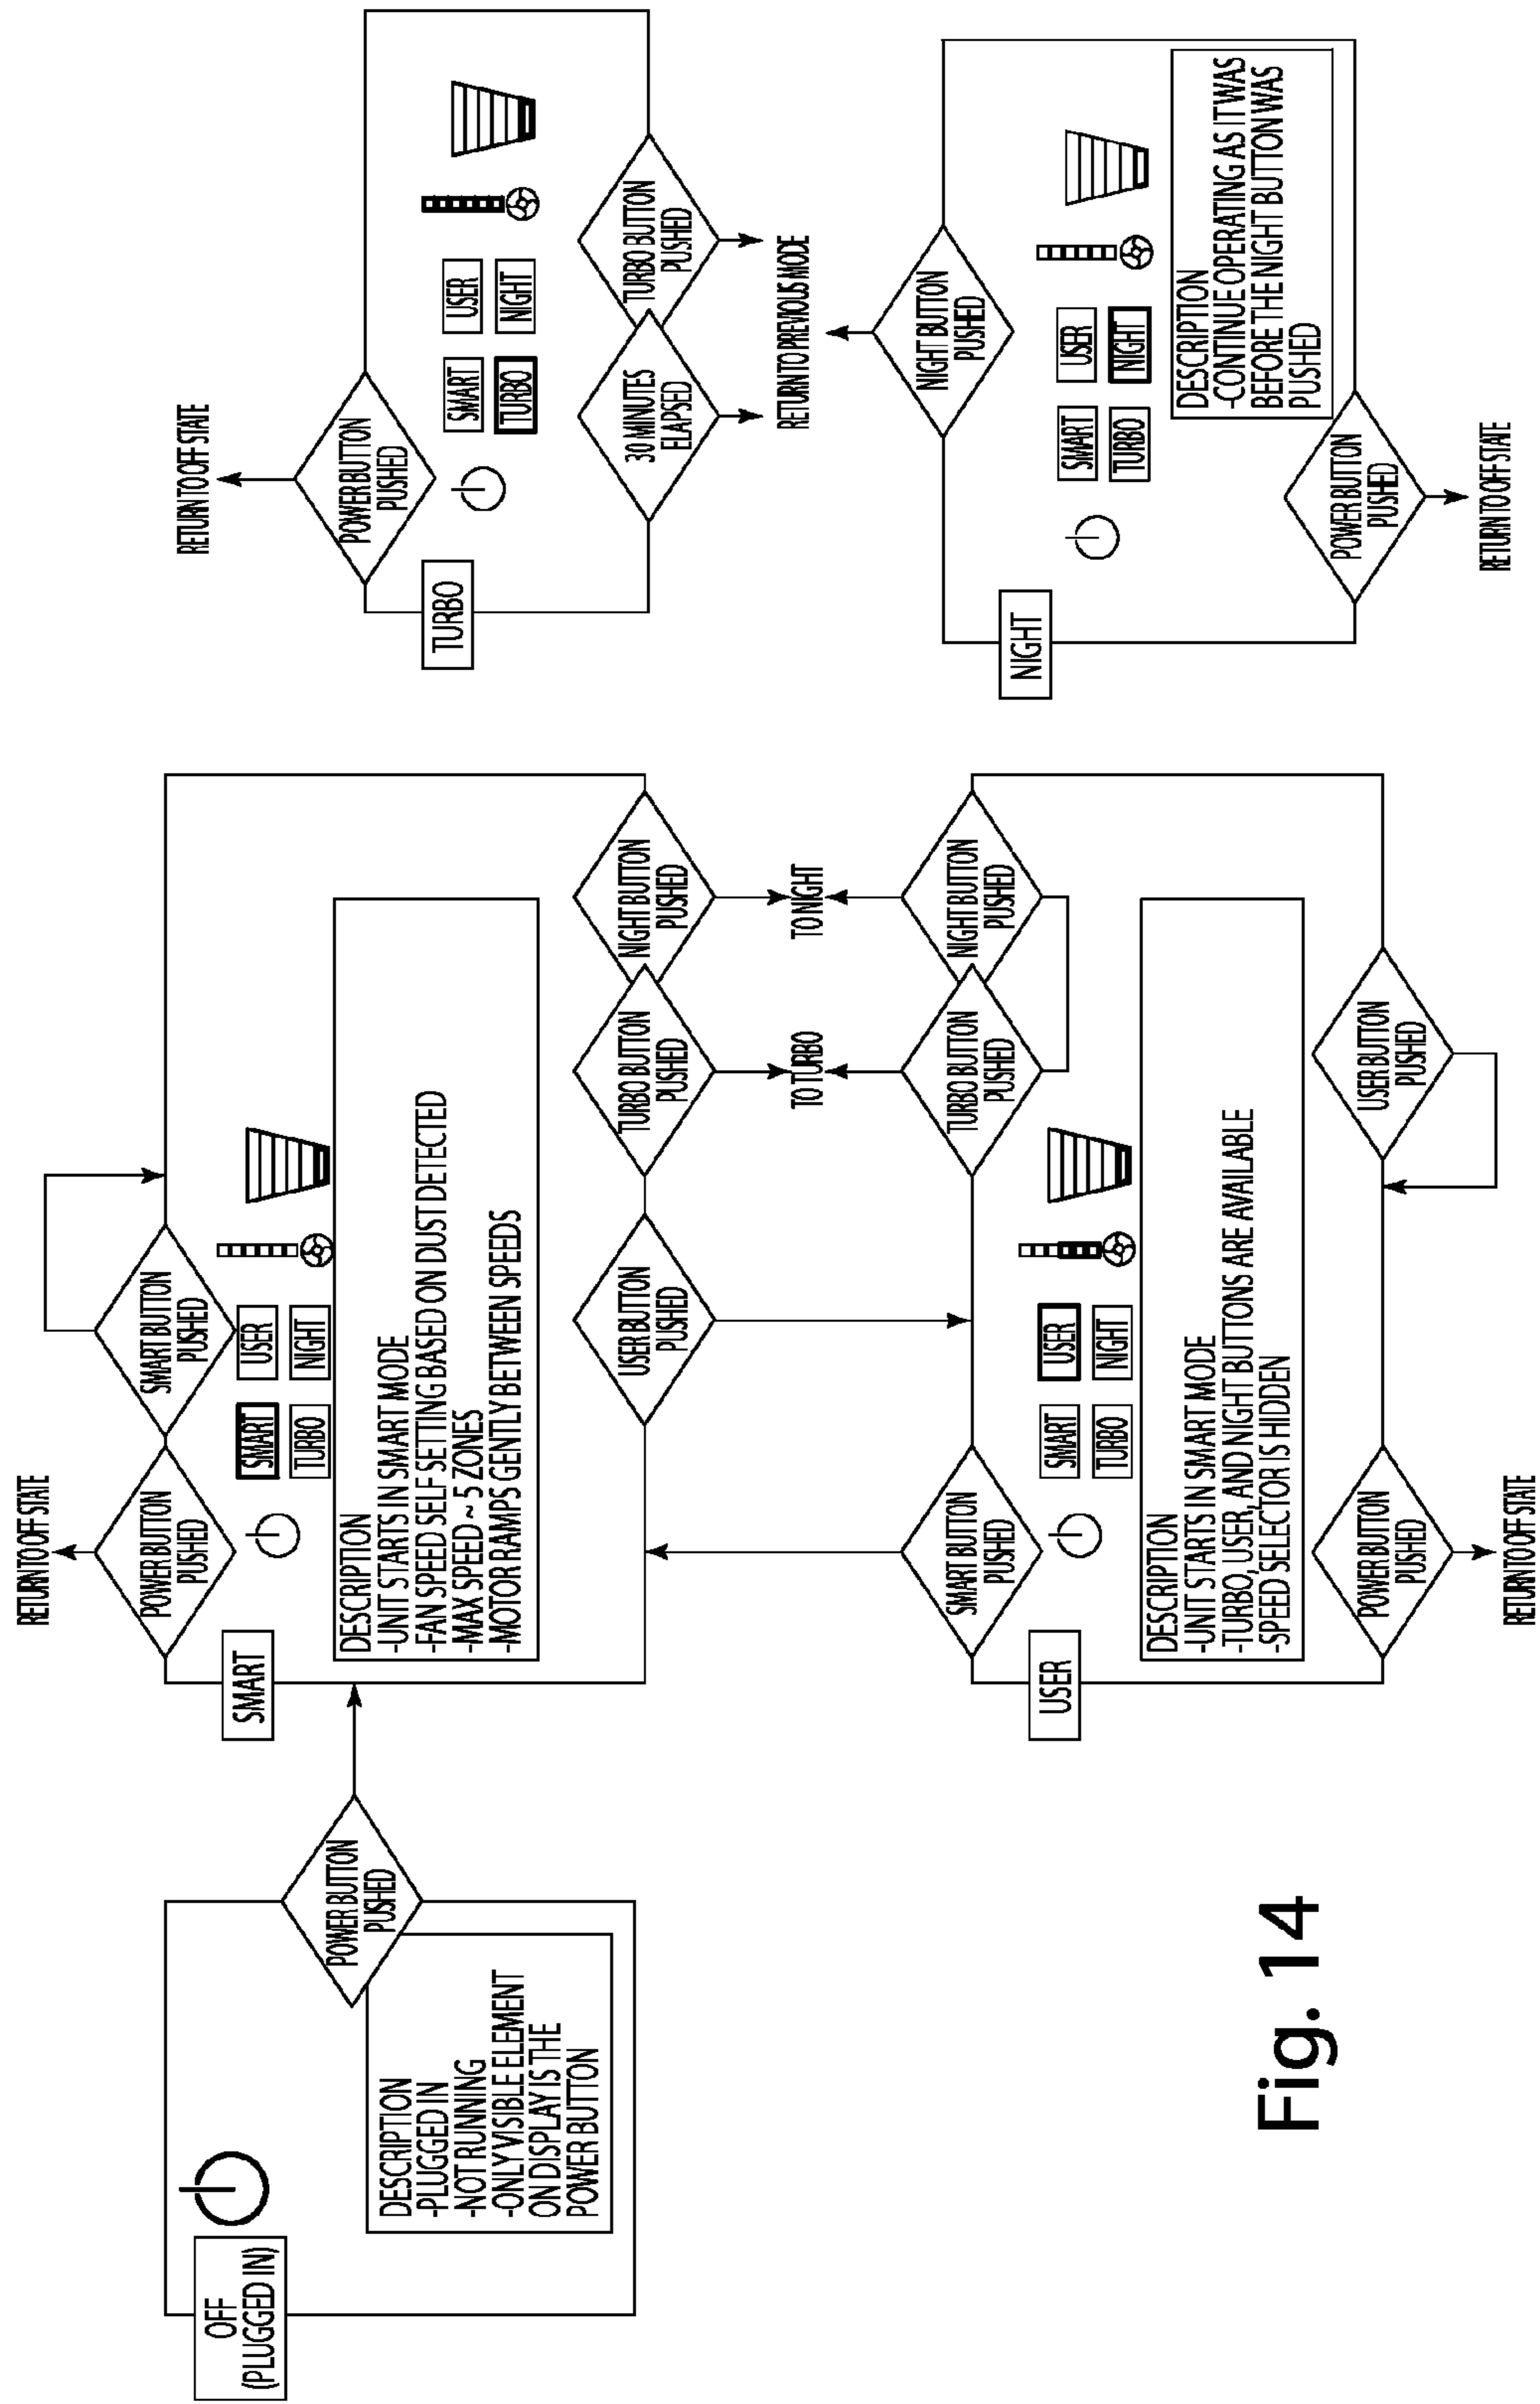 OFF
(PLUGGED IN)
DESCRIPTION
-PLUGGED IN
-NOT RUNNING
-ONLY VISIBLE ELEMENT
ON DISPLAY IS THE
POWER BUTTON
POWER BUTTON
PUSHED
SMART
RETURN TO OFF STATE
POWER BUTTON
PUSHED
SMART BUTTON
PUSHED
SMART
USER
TURBO
NIGHT
DESCRIPTION
-UNIT STARTS IN SMART MODE
-FAN SPEED SELF SETTING BASED ON DUST DETECTED
-MAX SPEED ~ 5 ZONES
-MOTOR RAMPS GENTLY BETWEEN SPEEDS
USER BUTTON
PUSHED
TURBO BUTTON
PUSHED
NIGHT BUTTON
PUSHED
TO TURBO
TO NIGHT
USER
SMART BUTTON
PUSHED
TURBO BUTTON
PUSHED
NIGHT BUTTON
PUSHED
SMART
USER
TURBO
NIGHT
DESCRIPTION
-UNIT STARTS IN SMART MODE
-TURBO, USER, AND NIGHT BUTTONS ARE AVAILABLE
-SPEED SELECTOR IS HIDDEN
POWER BUTTON
PUSHED
USER BUTTON
PUSHED
RETURN TO OFF STATE
TURBO
RETURN TO OFF STATE
POWER BUTTON
PUSHED
SMART
USER
TURBO
NIGHT
30 MINUTES
ELAPSED
TURBO BUTTON
PUSHED
RETURN TO PREVIOUS MODE
NIGHT
NIGHT BUTTON
PUSHED
SMART
USER
TURBO
NIGHT
DESCRIPTION
-CONTINUE OPERATING AS IT WAS
BEFORE THE NIGHT BUTTON WAS
PUSHED
POWER BUTTON
PUSHED
RETURN TO OFF STATE
Fig. 14